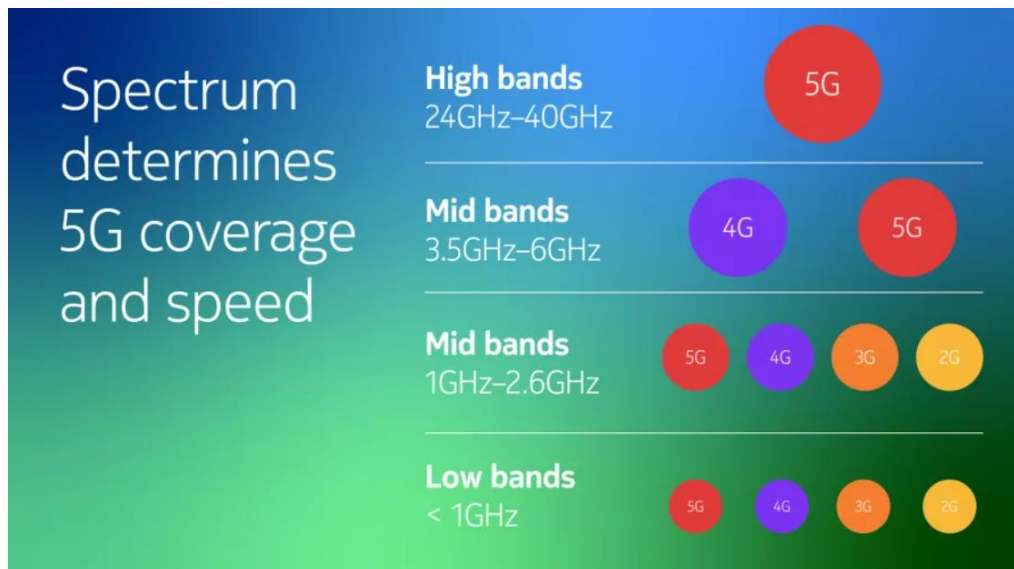 Spectrum
determines
5G coverage
and speed
High bands
24GHz–40GHz
5G
Mid bands
3.5GHz–6GHz
4G 5G
Mid bands
1GHz–2.6GHz
5G 4G 3G 2G
Low bands
< 1GHz
5G 4G 3G 2G